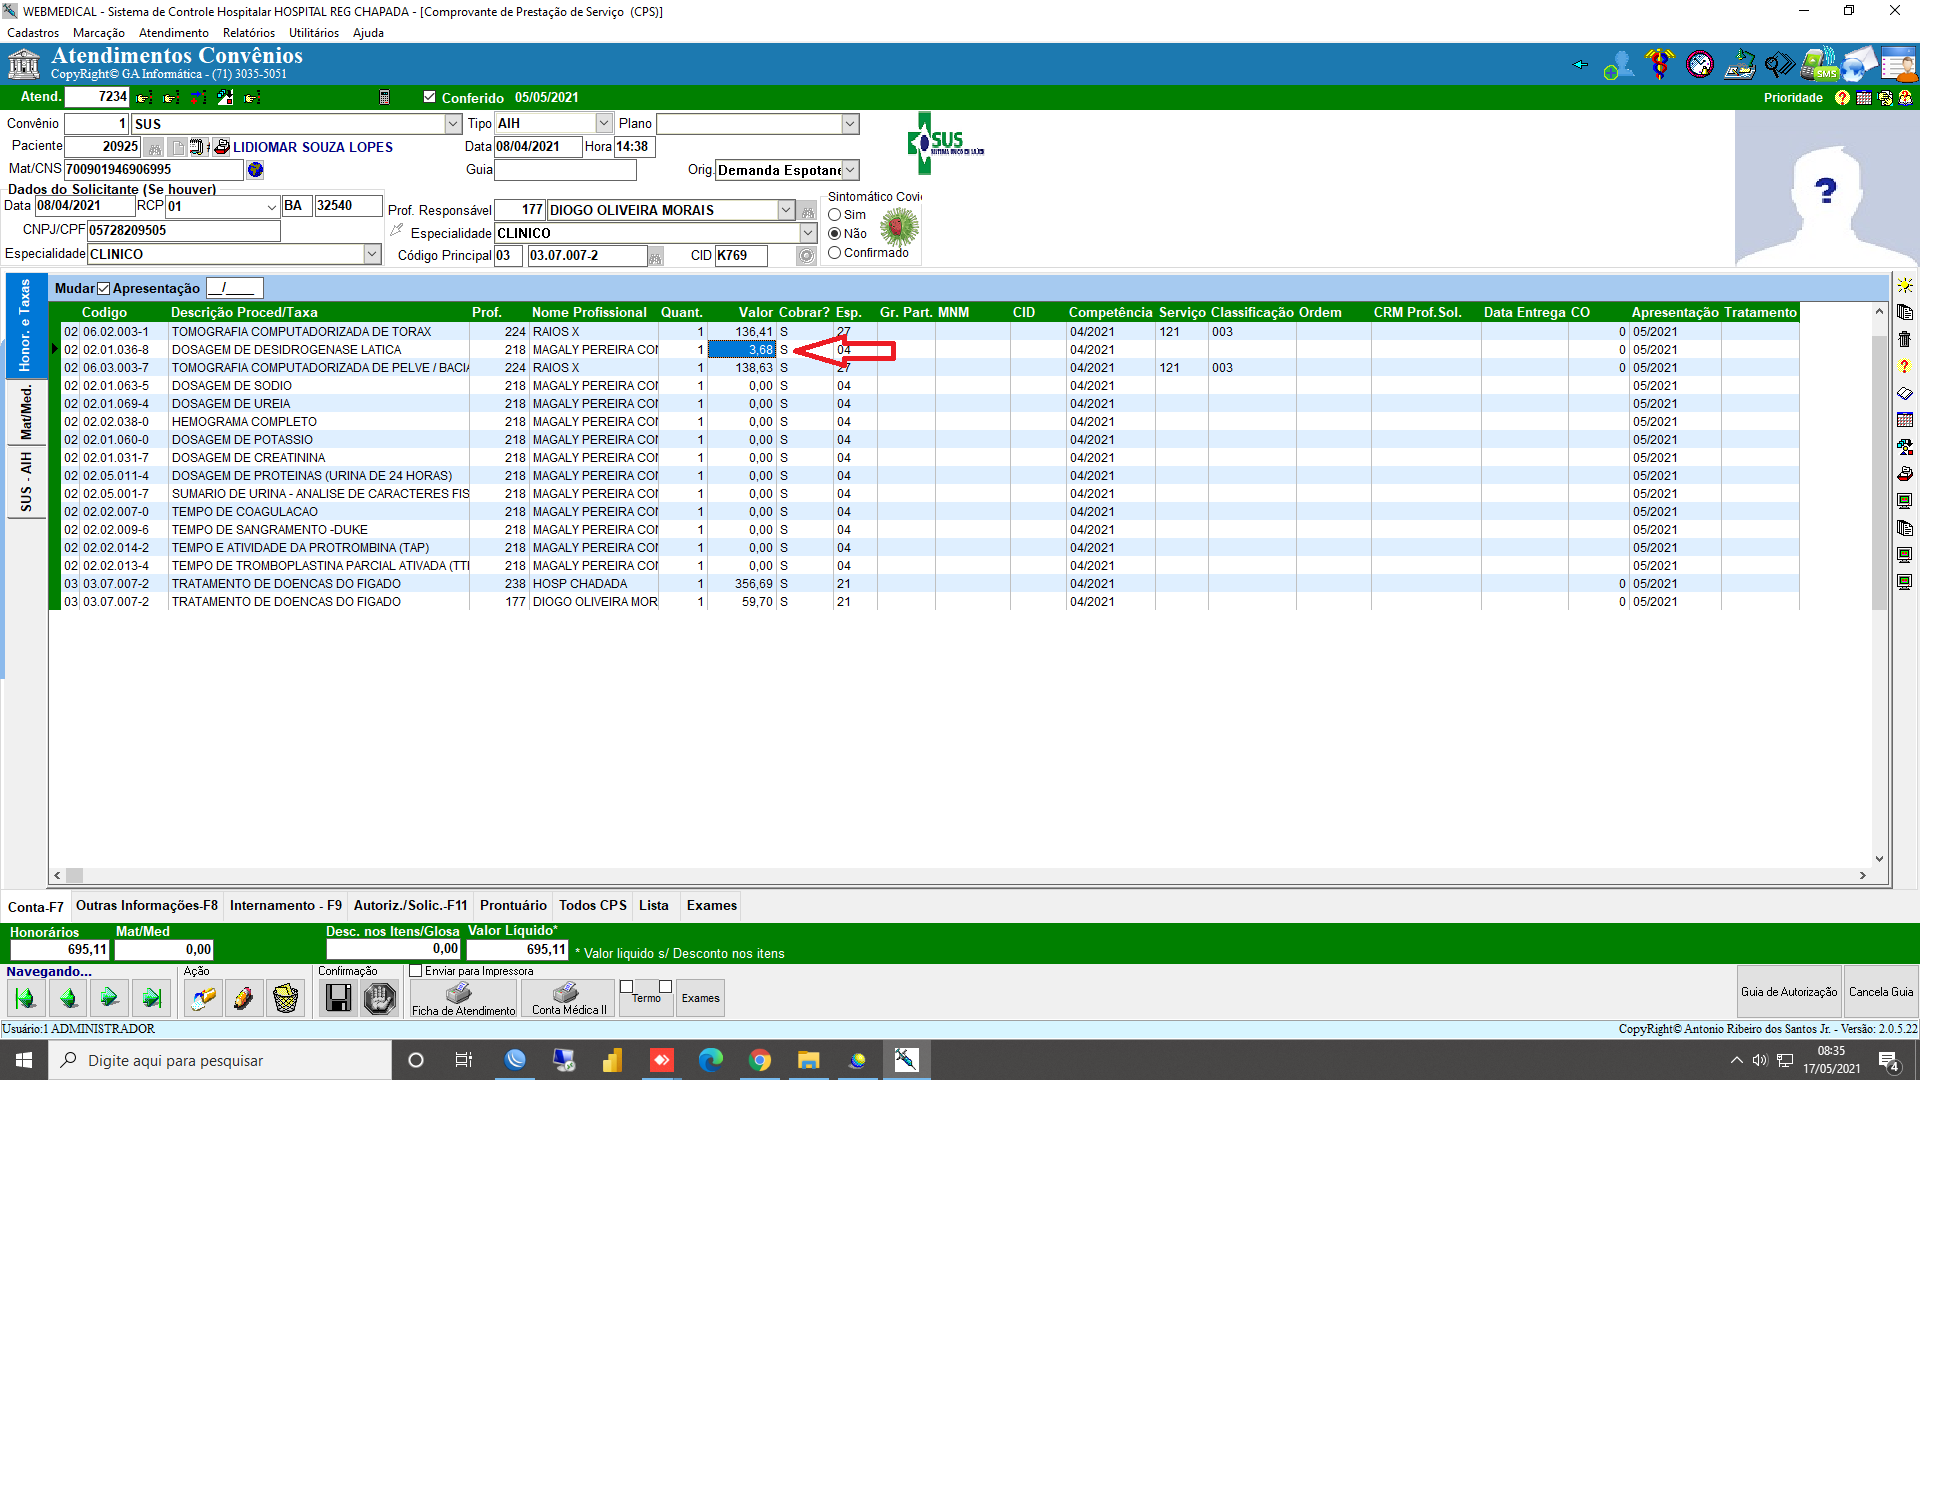 WEBMEDICAL - Sistema de Controle Hospitalar HOSPITAL REG CHAPADA - [Comprovante de Prestação de Serviço (CPS)]
Cadastros Marcação Atendimento Relatórios Utilitários Ajuda
Atendimentos Convênios
CopyRight© GA Informática - (71) 3035-5051
SMS
Atend. 7234 Conferido 05/05/2021 Prioridade
Convênio 1 SUS Tipo AIH Plano
Paciente 20925 LIDIOMAR SOUZA LOPES Data 08/04/2021 Hora 14:38
Mat/CNS 700901946906995 Guia Orig. Demanda Espotane
SUS
Dados do Solicitante (Se houver)
Data 08/04/2021 RCP 01 BA 32540
CNPJ/CPF 05728209505
Especialidade CLINICO
Prof. Responsável 177 DIOGO OLIVEIRA MORAIS
Especialidade CLINICO
Código Principal 03 03.07.007-2 CID K769
Sintomático Covi
Sim
Não
Confirmado
Honor. e Taxas
Mat/Med.
SUS - AIH
Mudar Apresentação __/____
Codigo Descrição Proced/Taxa Prof. Nome Profissional Quant. Valor Cobrar? Esp. Gr. Part. MNM CID Competência Serviço Classificação Ordem CRM Prof.Sol. Data Entrega CO Apresentação Tratamento
02 06.02.003-1 TOMOGRAFIA COMPUTADORIZADA DE TORAX 224 RAIOS X 1 136,41 S 27 04/2021 121 003 0 05/2021
02 02.01.036-8 DOSAGEM DE DESIDROGENASE LATICA 218 MAGALY PEREIRA CON 1 3,68 S 04 04/2021 0 05/2021
02 06.03.003-7 TOMOGRAFIA COMPUTADORIZADA DE PELVE / BACIA 224 RAIOS X 1 138,63 S 27 04/2021 121 003 0 05/2021
02 02.01.063-5 DOSAGEM DE SODIO 218 MAGALY PEREIRA CON 1 0,00 S 04 04/2021 05/2021
02 02.01.069-4 DOSAGEM DE UREIA 218 MAGALY PEREIRA CON 1 0,00 S 04 04/2021 05/2021
02 02.02.038-0 HEMOGRAMA COMPLETO 218 MAGALY PEREIRA CON 1 0,00 S 04 04/2021 05/2021
02 02.01.060-0 DOSAGEM DE POTASSIO 218 MAGALY PEREIRA CON 1 0,00 S 04 04/2021 05/2021
02 02.01.031-7 DOSAGEM DE CREATININA 218 MAGALY PEREIRA CON 1 0,00 S 04 04/2021 05/2021
02 02.05.011-4 DOSAGEM DE PROTEINAS (URINA DE 24 HORAS) 218 MAGALY PEREIRA CON 1 0,00 S 04 04/2021 05/2021
02 02.05.001-7 SUMARIO DE URINA - ANALISE DE CARACTERES FIS 218 MAGALY PEREIRA CON 1 0,00 S 04 04/2021 05/2021
02 02.02.007-0 TEMPO DE COAGULACAO 218 MAGALY PEREIRA CON 1 0,00 S 04 04/2021 05/2021
02 02.02.009-6 TEMPO DE SANGRAMENTO -DUKE 218 MAGALY PEREIRA CON 1 0,00 S 04 04/2021 05/2021
02 02.02.014-2 TEMPO E ATIVIDADE DA PROTROMBINA (TAP) 218 MAGALY PEREIRA CON 1 0,00 S 04 04/2021 05/2021
02 02.02.013-4 TEMPO DE TROMBOPLASTINA PARCIAL ATIVADA (TTI 218 MAGALY PEREIRA CON 1 0,00 S 04 04/2021 05/2021
03 03.07.007-2 TRATAMENTO DE DOENCAS DO FIGADO 238 HOSP CHADADA 1 356,69 S 21 04/2021 0 05/2021
03 03.07.007-2 TRATAMENTO DE DOENCAS DO FIGADO 177 DIOGO OLIVEIRA MOR 1 59,70 S 21 04/2021 0 05/2021
Conta-F7 Outras Informações-F8 Internamento - F9 Autoriz./Solic.-F11 Prontuário Todos CPS Lista Exames
Honorários Mat/Med Desc. nos Itens/Glosa Valor Líquido*
695,11 0,00 0,00 695,11 * Valor liquido s/ Desconto nos itens
Navegando... Ação Confirmação Enviar para Impressora
Ficha de Atendimento Conta Médica II Termo Exames Guia de Autorização Cancela Guia
Usuário:1 ADMINISTRADOR CopyRight© Antonio Ribeiro dos Santos Jr. - Versão: 2.0.5.22
Digite aqui para pesquisar
08:35
17/05/2021
4